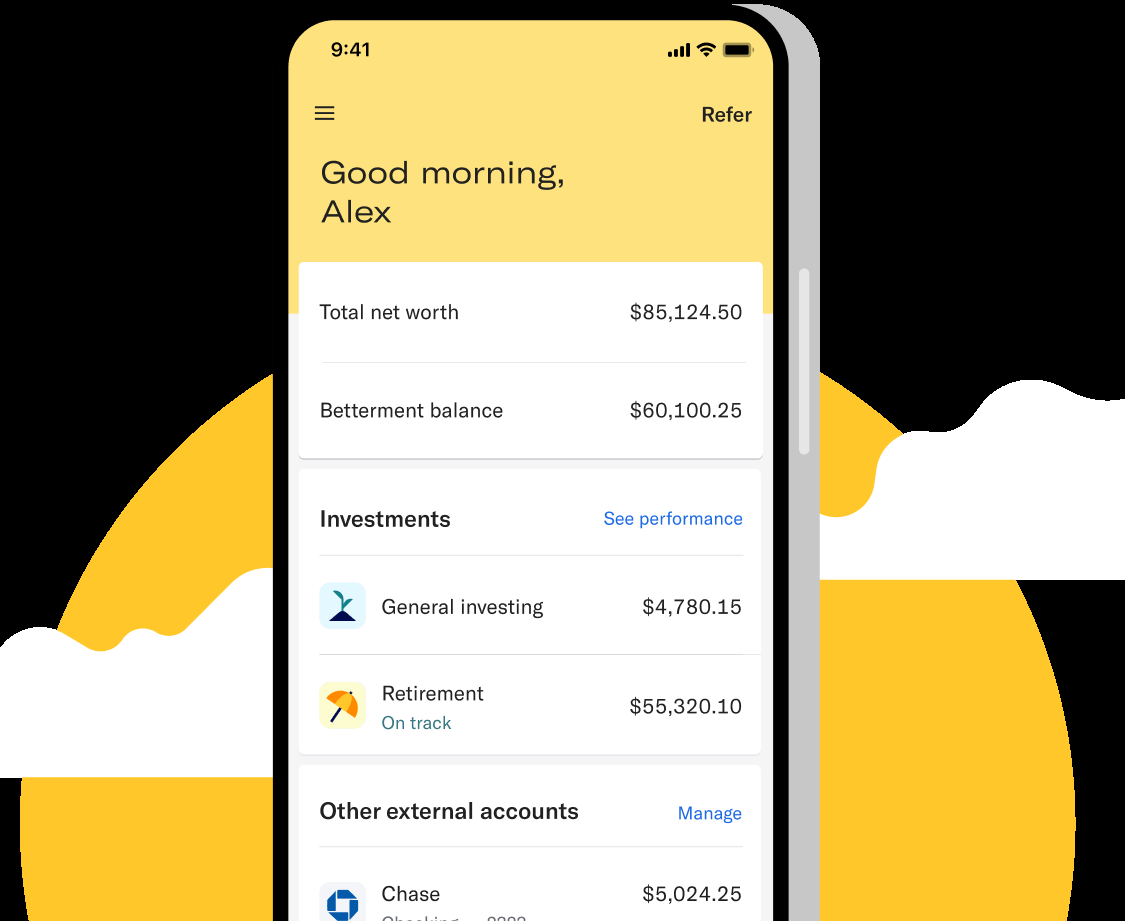 9:41
Refer
Good morning,
Alex
Total net worth $85,124.50
Betterment balance $60,100.25
Investments See performance
General investing $4,780.15
Retirement $55,320.10
On track
Other external accounts Manage
Chase $5,024.25